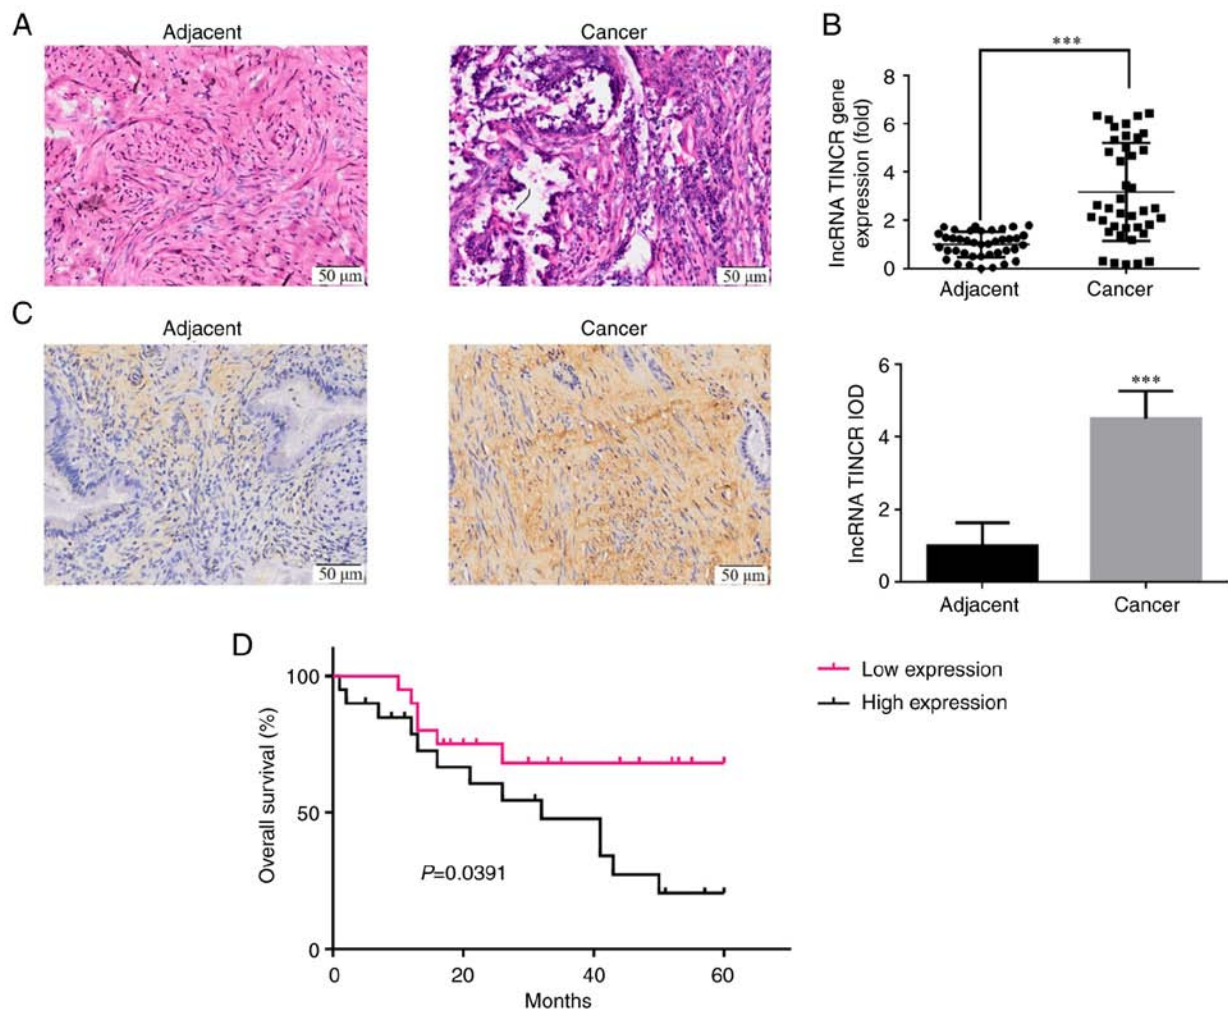 A
Adjacent
Cancer
50 μm
50 μm
B
***
lncRNA TINCR gene
expression (fold)
8
6
4
2
0
Adjacent
Cancer
C
Adjacent
Cancer
50 μm
50 μm
lncRNA TINCR IOD
6
4
2
0
***
Adjacent
Cancer
D
Overall survival (%)
100
50
0
P=0.0391
0
20
40
60
Months
Low expression
High expression